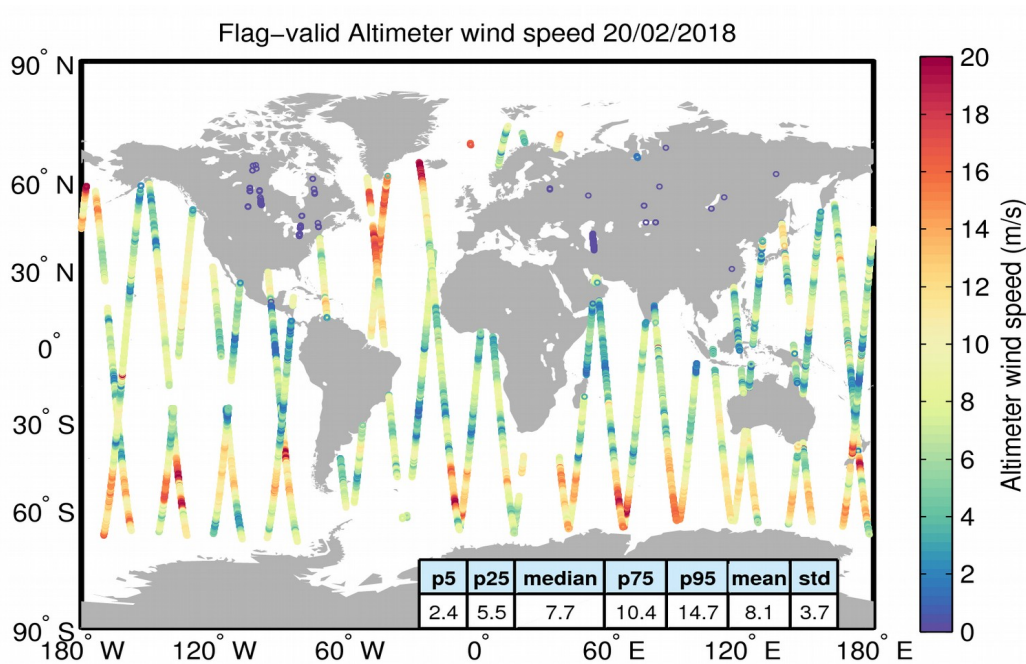 Flag−valid Altimeter wind speed 20/02/2018
90° N
60° N
30° N
0°
30° S
60° S
90° S
180° W
120° W
60° W
0°
60° E
120° E
180° E
20
18
16
14
12
10
8
6
4
2
0
Altimeter wind speed (m/s)
p5 p25 median p75 p95 mean std
2.4 5.5 7.7 10.4 14.7 8.1 3.7